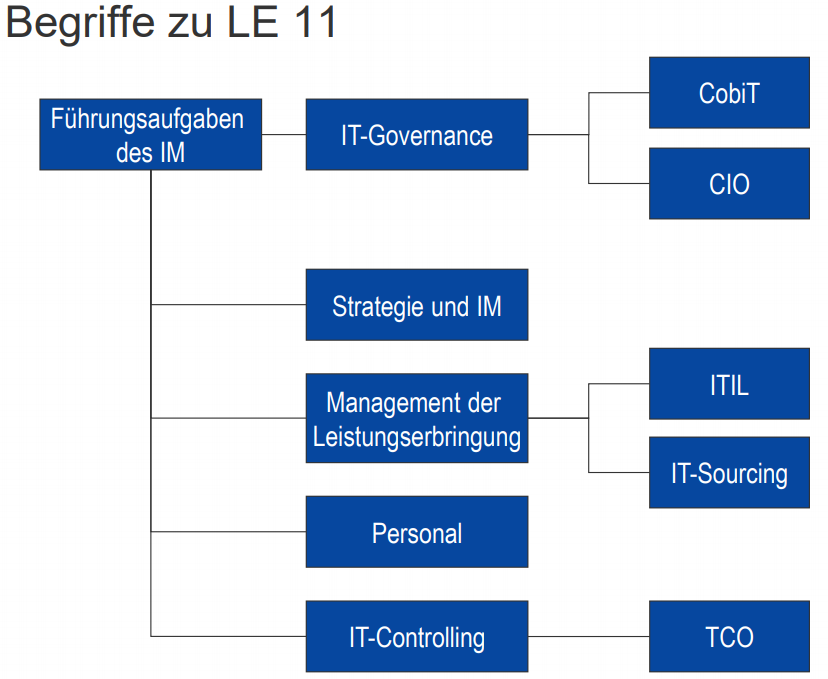 Begriffe zu LE 11
Führungsaufgaben
des IM
IT-Governance
CobiT
CIO
Strategie und IM
Management der
Leistungserbringung
ITIL
IT-Sourcing
Personal
IT-Controlling
TCO